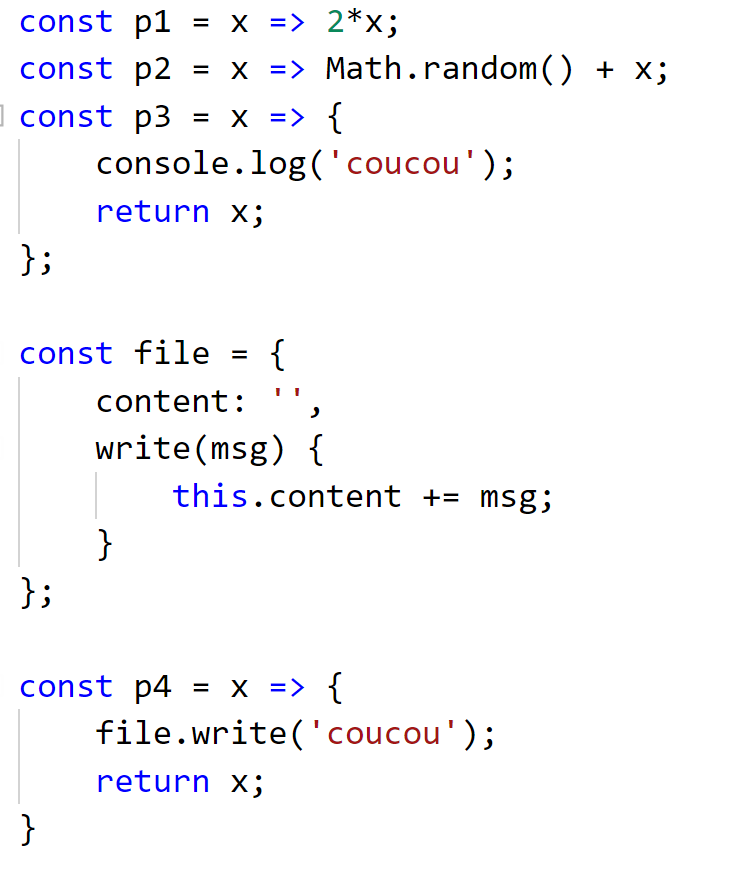 const p1 = x => 2*x;
const p2 = x => Math.random() + x;
const p3 = x => {
    console.log('coucou');
    return x;
};

const file = {
    content: '',
    write(msg) {
        this.content += msg;
    }
};

const p4 = x => {
    file.write('coucou');
    return x;
}